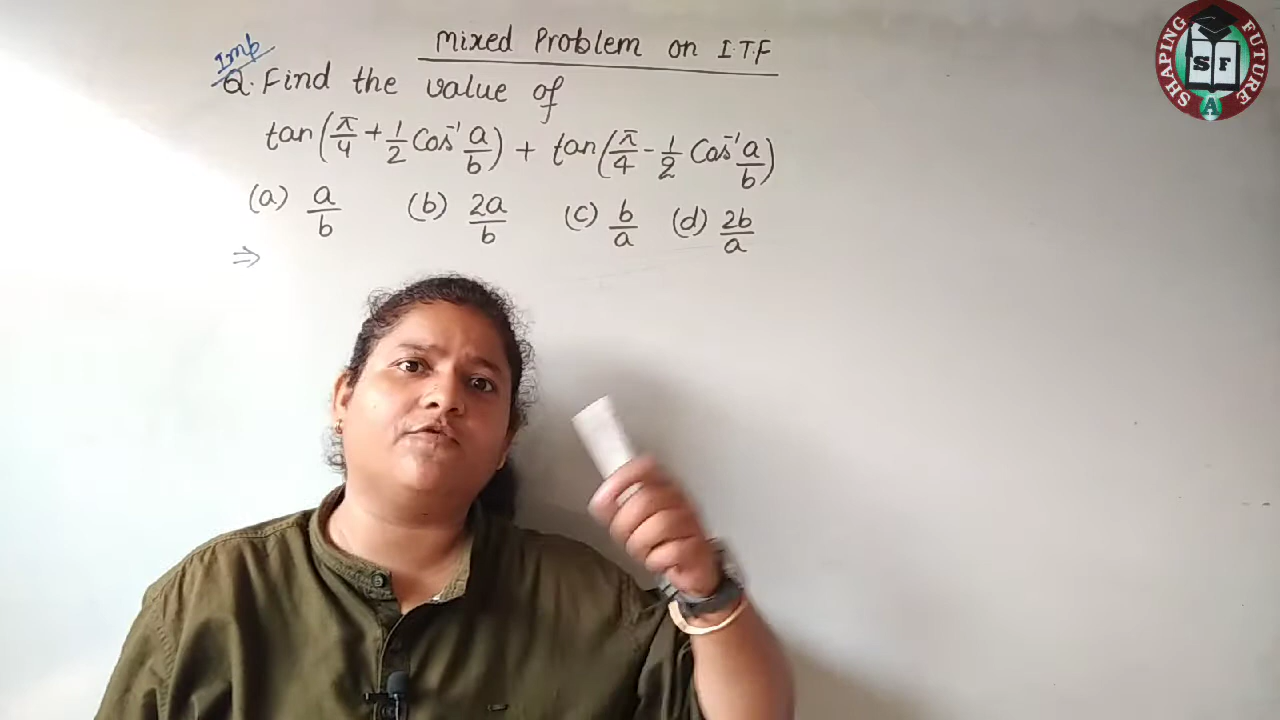 Mixed Problem on I.T.F
Imp
Q. Find the value of
tan(π/4 + 1/2 Cos⁻¹ a/b) + tan(π/4 - 1/2 Cos⁻¹ a/b)
(a) a/b (b) 2a/b (c) b/a (d) 2b/a
⇒
SHAPING FUTURE
S F
A